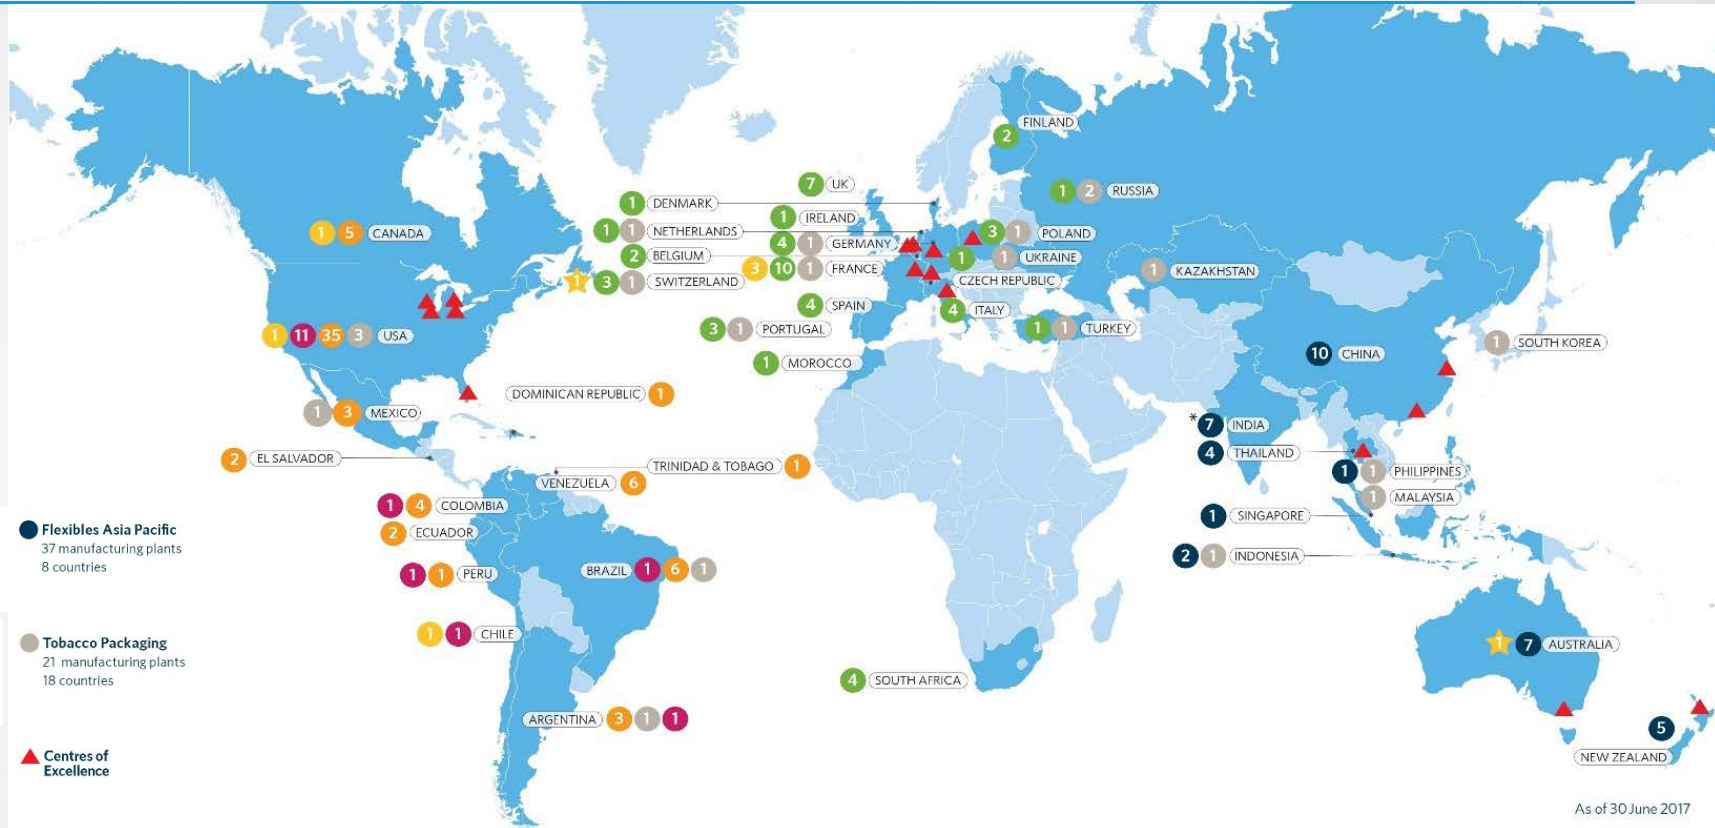 FINLAND
2
7 UK
1 2 RUSSIA
1 DENMARK
1 IRELAND
1 5 CANADA
1 1 NETHERLANDS
4 1 GERMANY
3 1 POLAND
2 BELGIUM
1
1 UKRAINE
3 10 1 FRANCE
1 KAZAKHSTAN
1 3 1 SWITZERLAND
CZECH REPUBLIC
4 SPAIN
4 ITALY
3 1 PORTUGAL
1 1 TURKEY
1 11 35 3 USA
1 SOUTH KOREA
10 CHINA
1 MOROCCO
DOMINICAN REPUBLIC 1
1 3 MEXICO
* 7 INDIA
4 THAILAND
2 EL SALVADOR
TRINIDAD & TOBAGO 1
1 1 PHILIPPINES
VENEZUELA 6
1 MALAYSIA
1 4 COLOMBIA
1 SINGAPORE
2 ECUADOR
2 1 INDONESIA
1 1 PERU
BRAZIL 1 6 1
1 1 CHILE
1 7 AUSTRALIA
4 SOUTH AFRICA
ARGENTINA 3 1 1
5
NEW ZEALAND
Flexibles Asia Pacific
37 manufacturing plants
8 countries
Tobacco Packaging
21 manufacturing plants
18 countries
Centres of
Excellence
As of 30 June 2017